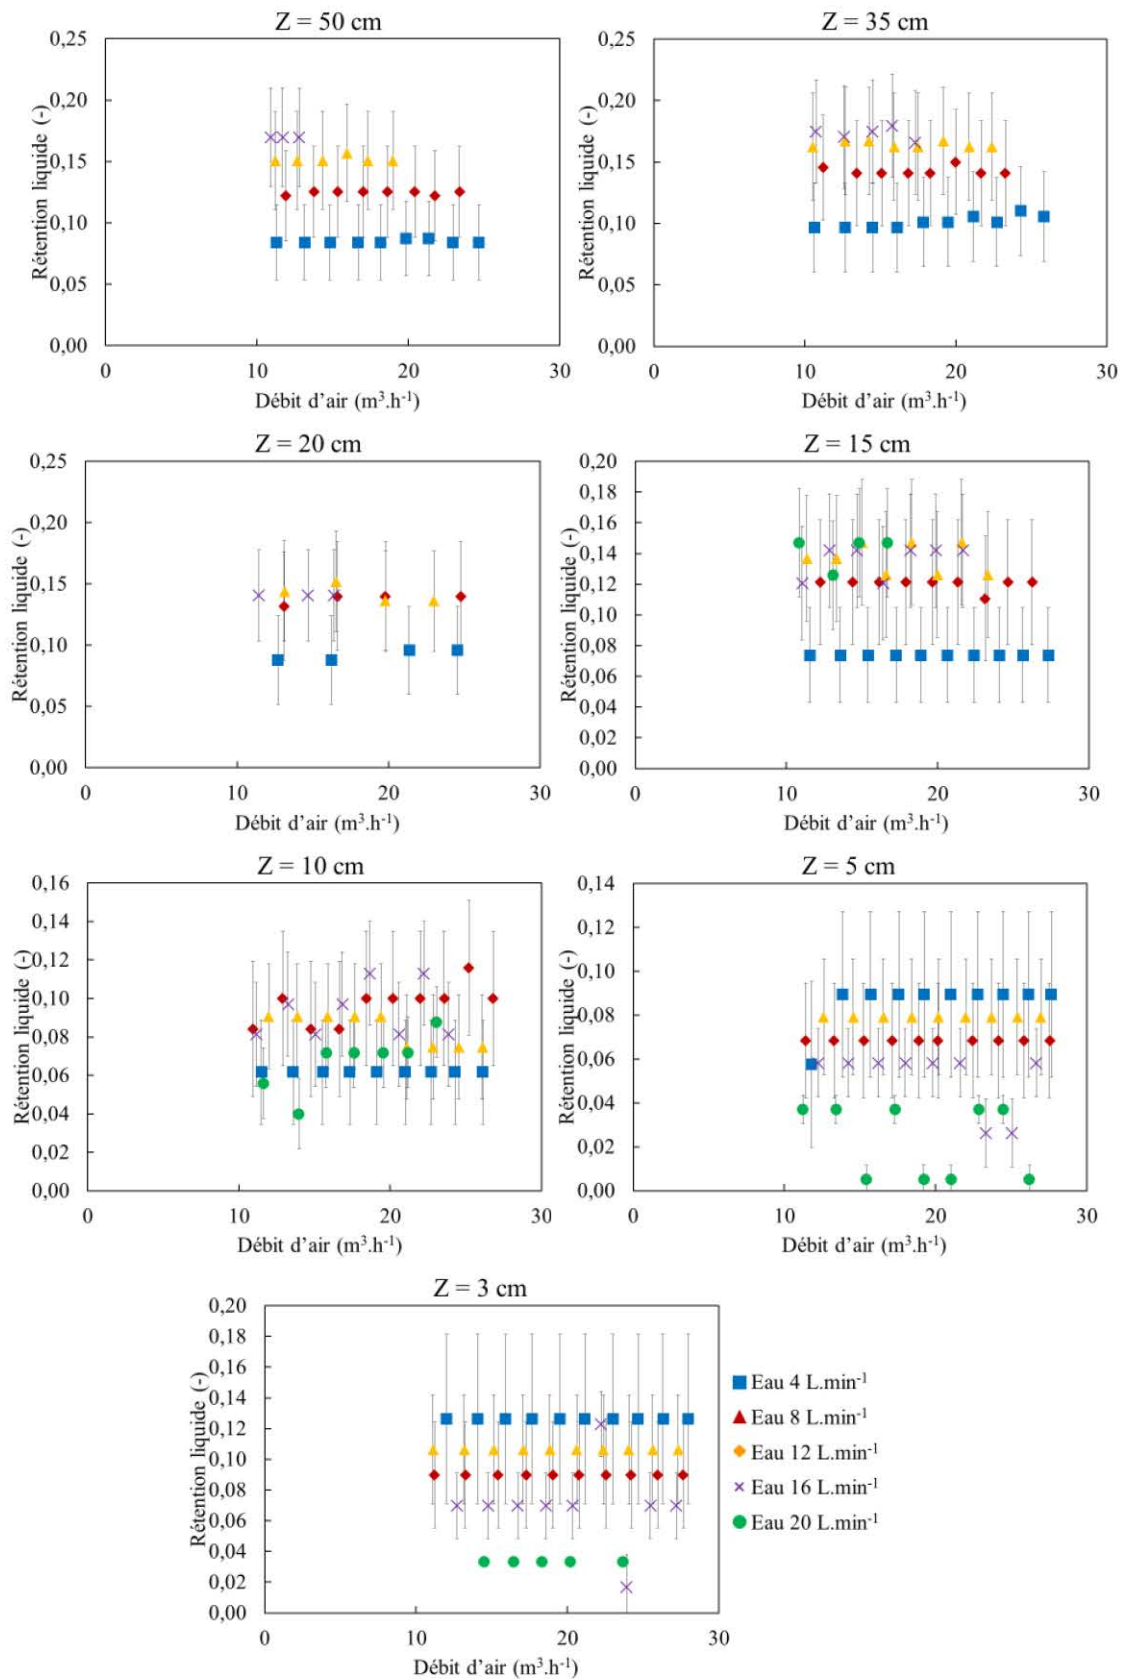 Z = 50 cm
Rétention liquide (-)
0,25
0,20
0,15
0,10
0,05
0,00
0 10 20 30
Débit d'air (m³.h⁻¹)
Z = 35 cm
Rétention liquide (-)
0,25
0,20
0,15
0,10
0,05
0,00
0 10 20 30
Débit d'air (m³.h⁻¹)
Z = 20 cm
Rétention liquide (-)
0,25
0,20
0,15
0,10
0,05
0,00
0 10 20 30
Débit d'air (m³.h⁻¹)
Z = 15 cm
Rétention liquide (-)
0,20
0,18
0,16
0,14
0,12
0,10
0,08
0,06
0,04
0,02
0,00
0 10 20 30
Débit d'air (m³.h⁻¹)
Z = 10 cm
Rétention liquide (-)
0,16
0,14
0,12
0,10
0,08
0,06
0,04
0,02
0,00
0 10 20 30
Débit d'air (m³.h⁻¹)
Z = 5 cm
Rétention liquide (-)
0,14
0,12
0,10
0,08
0,06
0,04
0,02
0,00
0 10 20 30
Débit d'air (m³.h⁻¹)
Z = 3 cm
Rétention liquide (-)
0,20
0,18
0,16
0,14
0,12
0,10
0,08
0,06
0,04
0,02
0,00
0 10 20 30
Débit d'air (m³.h⁻¹)
Eau 4 L.min⁻¹
Eau 8 L.min⁻¹
Eau 12 L.min⁻¹
Eau 16 L.min⁻¹
Eau 20 L.min⁻¹